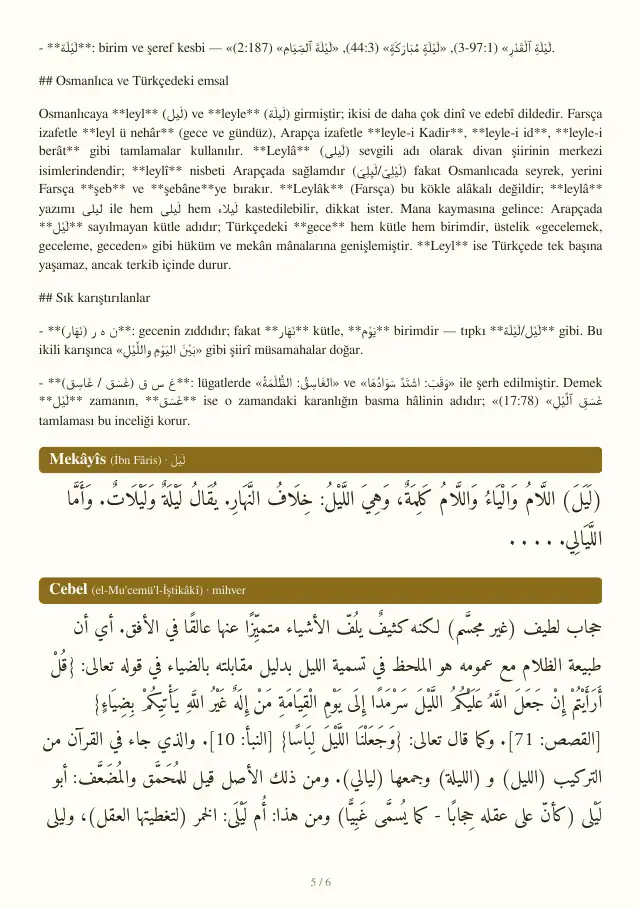 - **لَيْلَة**: birim ve şeref kesbi — «لَيْلَةَ ٱلصِّيَامِ» (2:187)، «لَيْلَةٍ مُبَارَكَةٍ» (44:3), «لَيْلَةِ ٱلْقَدْرِ» (97:1-3).
## Osmanlıca ve Türkçedeki emsal
Osmanlıcaya **leyl** (ليل) ve **leyle** (لَيلَة) girmiştir; ikisi de daha çok dinî ve edebî dildedir. Farsça
izafetle **leyl ü nehâr** (gece ve gündüz), Arapça izafetle **leyle-i Kadir**, **leyle-i id**, **leyle-i
berât** gibi tamlamalar kullanılır. **Leylâ** (ليلى) sevgili adı olarak divan şiirinin merkezi
isimlerindendir; **leylî** nisbeti Arapçada sağlamdır (لَيْلِيّ/لَيلِيّ) fakat Osmanlıcada seyrek, yerini
Farsça **şeb** ve **şebâne**ye bırakır. **Leylâk** (Farsça) bu kökle alâkalı değildir; **leylâ**
yazımı ليلى ile hem لَيلى hem لَيلاء kastedilebilir, dikkat ister. Mana kaymasına gelince: Arapçada
**لَيْل** sayılmayan kütle adıdır; Türkçedeki **gece** hem kütle hem birimdir, üstelik «gecelemek,
geceleme, geceden» gibi hüküm ve mekân mânalarına genişlemiştir. **Leyl** ise Türkçede tek başına
yaşamaz, ancak terkib içinde durur.
## Sık karıştırılanlar
- **ن ه ر (نَهَار)**: gecenin zıddıdır; fakat **نَهَار** kütle, **يَوْم** birimdir — tıpkı **لَيْل/لَيْلَة** gibi. Bu
ikili karışınca «بَيْنَ اليَوْمِ واللَّيْلِ» gibi şiirî müsamahalar doğar.
- **غ س ق (غَسَق / غَاسِق)**: lügatlerde «الغَاسِقُ: الظُّلْمَةُ» ve «وَقَبَ: اشْتَدَّ سَوَادُهَا» ile şerh edilmiştir. Demek
**لَيْل** zamanın, **غَسَق** ise o zamandaki karanlığın basma hâlinin adıdır; «غَسَقِ ٱلَّيْلِ» (17:78)
tamlaması bu inceliği korur.
Mekâyîs (İbn Fâris) · لَيَلَ
(لَيَلَ) اللَّامُ وَالْيَاءُ وَاللَّامُ كَلِمَةٌ، وَهِيَ اللَّيْلُ: خِلَافُ النَّهَارِ. يُقَالُ لَيْلَةٌ وَلَيْلَاتٌ. وَأَمَّا
اللَّيَالِي. . . . . .
Cebel (el-Mu'cemü'l-İştikâkî) · mihver
حجاب لطيف (غير مجسَّم) لكنه كثيفٌ يلُفّ الأشياء متميِّزًا عنها عالقًا في الأفق. أي أن
طبيعة الظلام مع عمومه هو الملحظ في تسمية الليل بدليل مقابلته بالضياء في قوله تعالى: {قُلْ
أَرَأَيْتُمْ إِنْ جَعَلَ اللَّهُ عَلَيْكُمُ اللَّيْلَ سَرْمَدًا إِلَى يَوْمِ الْقِيَامَةِ مَنْ إِلَهٌ غَيْرُ اللَّهِ يَأْتِيكُمْ بِضِيَاءٍ}
[القصص: 71]. وكما قال تعالى: {وَجَعَلْنَا اللَّيْلَ لِبَاسًا} [النبأ: 10]. والذي جاء في القرآن من
التركيب (الليل) و (الليلة) وجمعها (ليالي). ومن ذلك الأصل قيل للمُحَمَّق والمُضَعَّف: أبو
لَيْلى (كأنّ على عقله حِجابًا - كما يُسمَّى غَبِيًّا) ومن هذا: أُم لَيْلَى: الخمر (لتغطيتها العقل)، وليلى
5 / 6